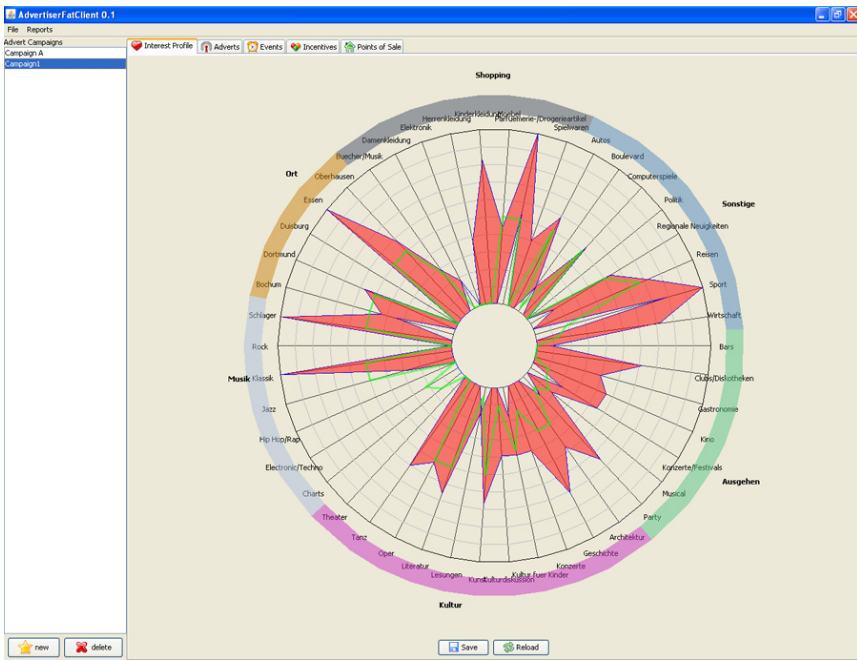 AdvertiserFatClient 0.1
File Reports
Advert Campaigns
Campaign A
Campaign1
Interest Profile
Adverts
Events
Incentives
Points of Sale
Shopping
Kinderkleidung
Moebel
Parfuemerie-/Drogerieartikel
Herrenkleidung
Spielwaren
Elektronik
Autos
Damenkleidung
Boulevard
Buecher/Musik
Computerspiele
Ort
Oberhausen
Politik
Sonstige
Essen
Regionale Neuigkeiten
Duisburg
Reisen
Dortmund
Sport
Bochum
Wirtschaft
Schlager
Bars
Rock
Clubs/Diskotheken
Musik
Klassik
Gastronomie
Jazz
Kino
Hip Hop/Rap
Konzerte/Festivals
Electronic/Techno
Ausgehen
Musical
Charts
Party
Theater
Architektur
Tanz
Geschichte
Oper
Konzerte
Literatur
Kultur fuer Kinder
Lesungen
Kunst
Kulturdiskussion
Kultur
new
delete
Save
Reload